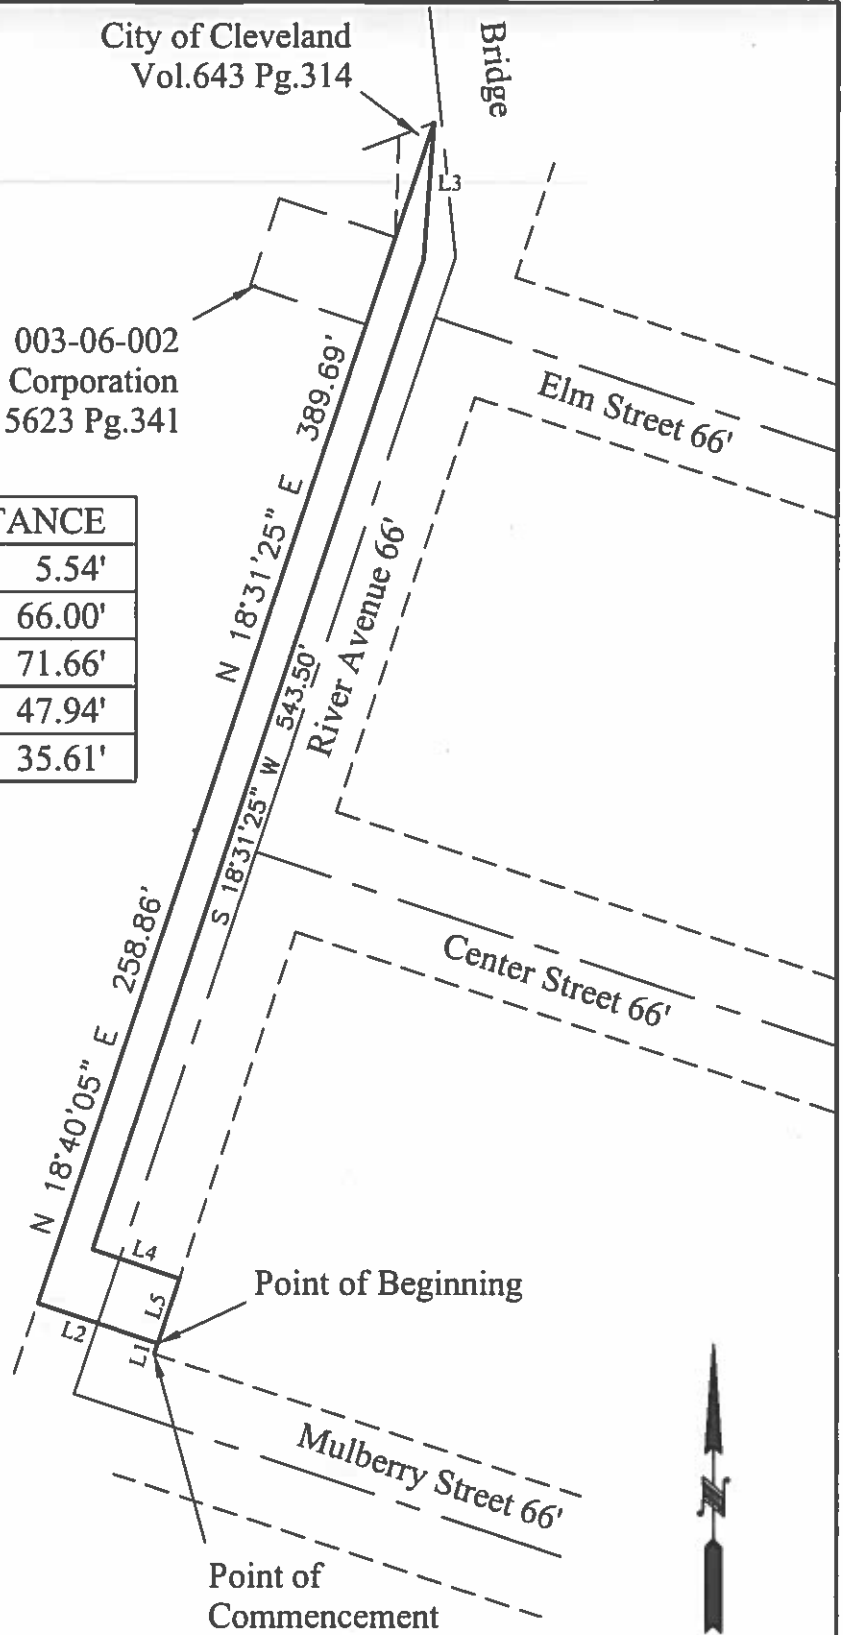 City of Cleveland
Vol.643 Pg.314
Bridge
L3
003-06-002
Corporation
5623 Pg.341
Elm Street 66'
N 18°31'25" E 389.69'
TANCE
5.54'
66.00'
71.66'
47.94'
35.61'
River Avenue 66'
S 18°31'25" W 543.50'
Center Street 66'
N 18°40'05" E 258.86'
L4
L5
Point of Beginning
L2
L1
Mulberry Street 66'
N
Point of
Commencement